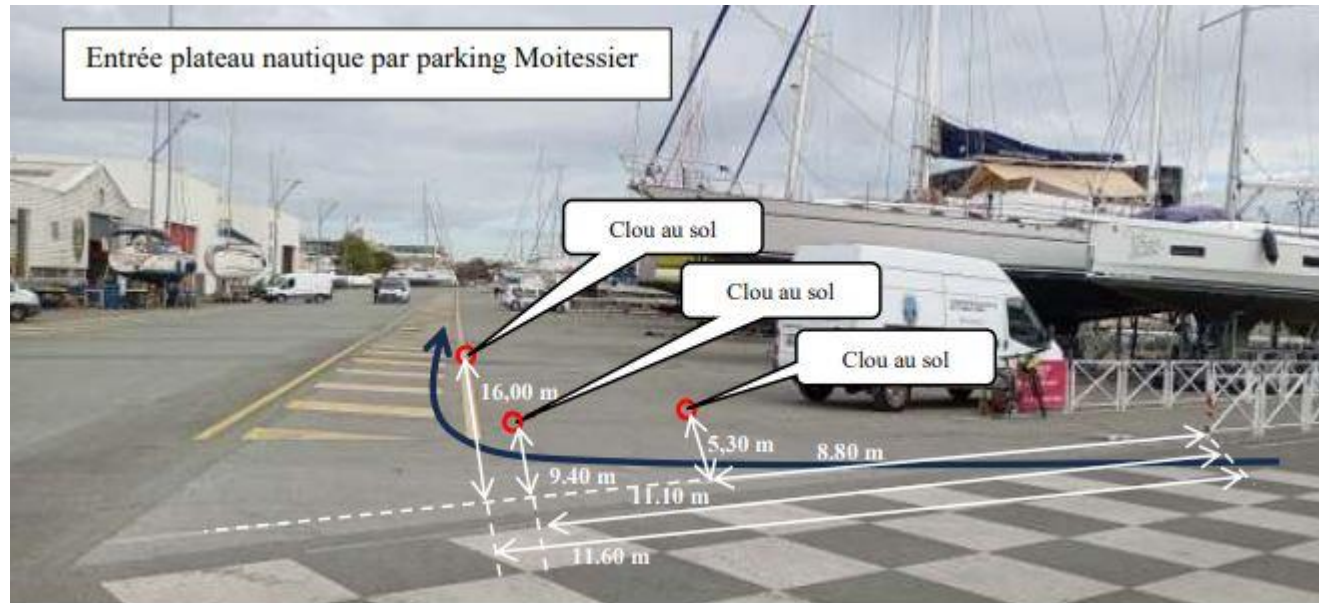 Entrée plateau nautique par parking Moitessier
Clou au sol
Clou au sol
Clou au sol
16,00 m
5,30 m
8.80 m
9.40 m
11.10 m
11.60 m